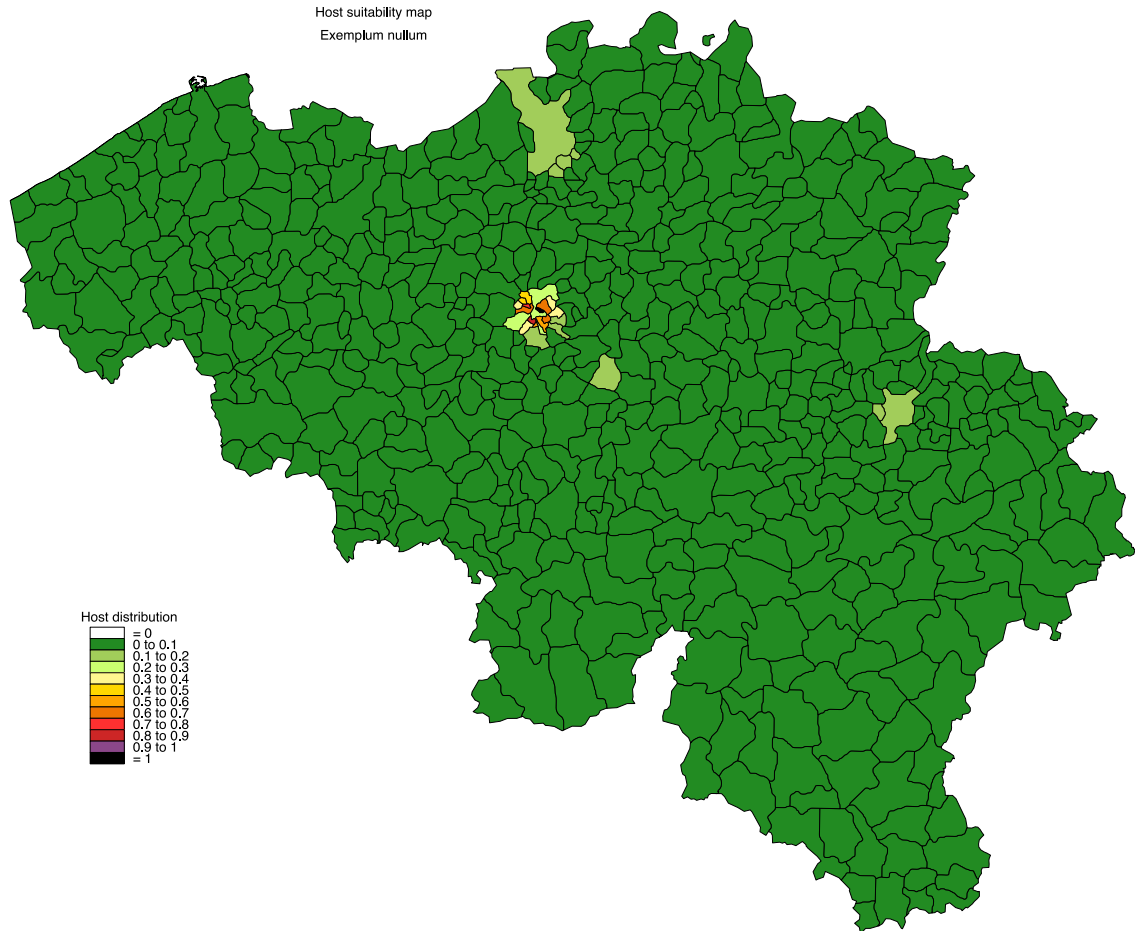 Host suitability map
Exemplum nullum
Host distribution
= 0
0 to 0.1
0.1 to 0.2
0.2 to 0.3
0.3 to 0.4
0.4 to 0.5
0.5 to 0.6
0.6 to 0.7
0.7 to 0.8
0.8 to 0.9
0.9 to 1
= 1